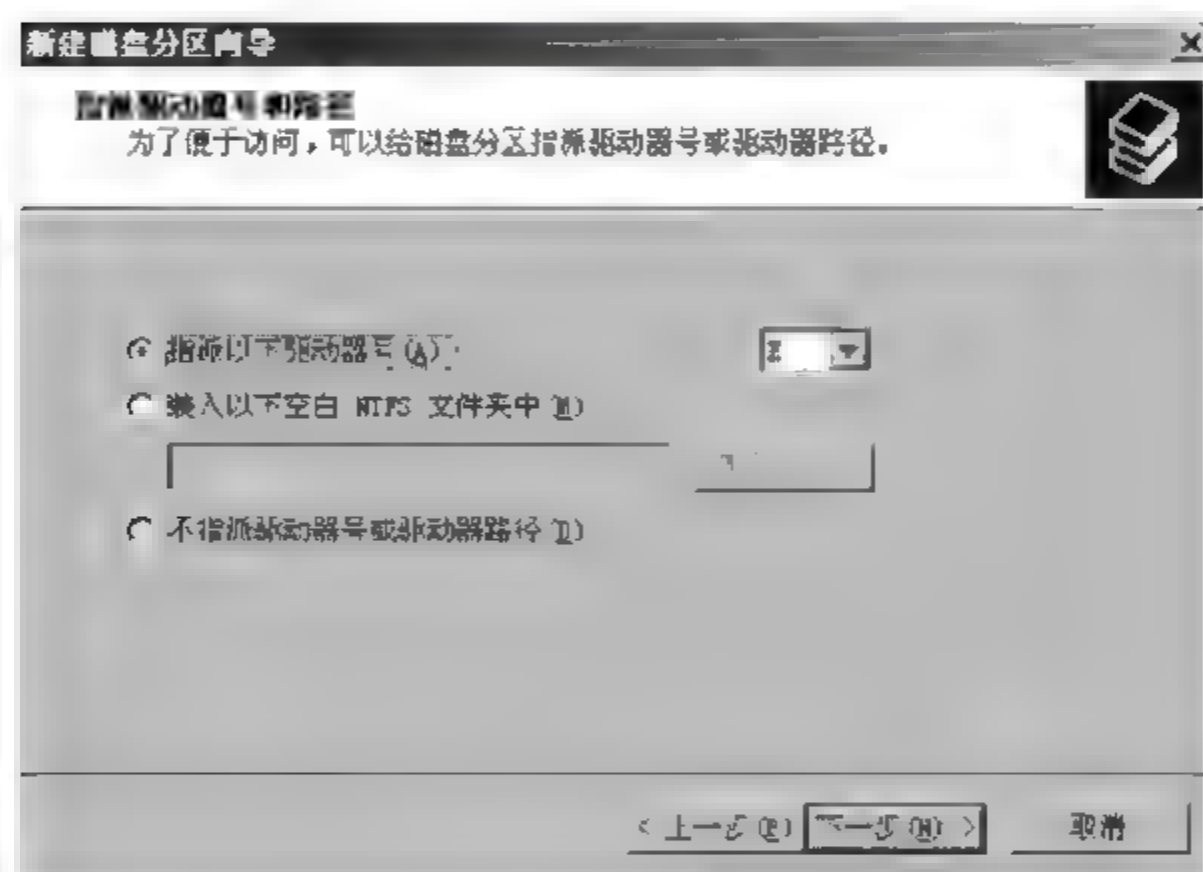 新建磁盘分区向导
指派驱动器号和路径
为了便于访问，可以给磁盘分区指派驱动器号或驱动器路径。
指派以下驱动器号(A):
装入以下空白 NTFS 文件夹中(M)
不指派驱动器号或驱动器路径(D)
< 上一步(P)
下一步(N) >
取消